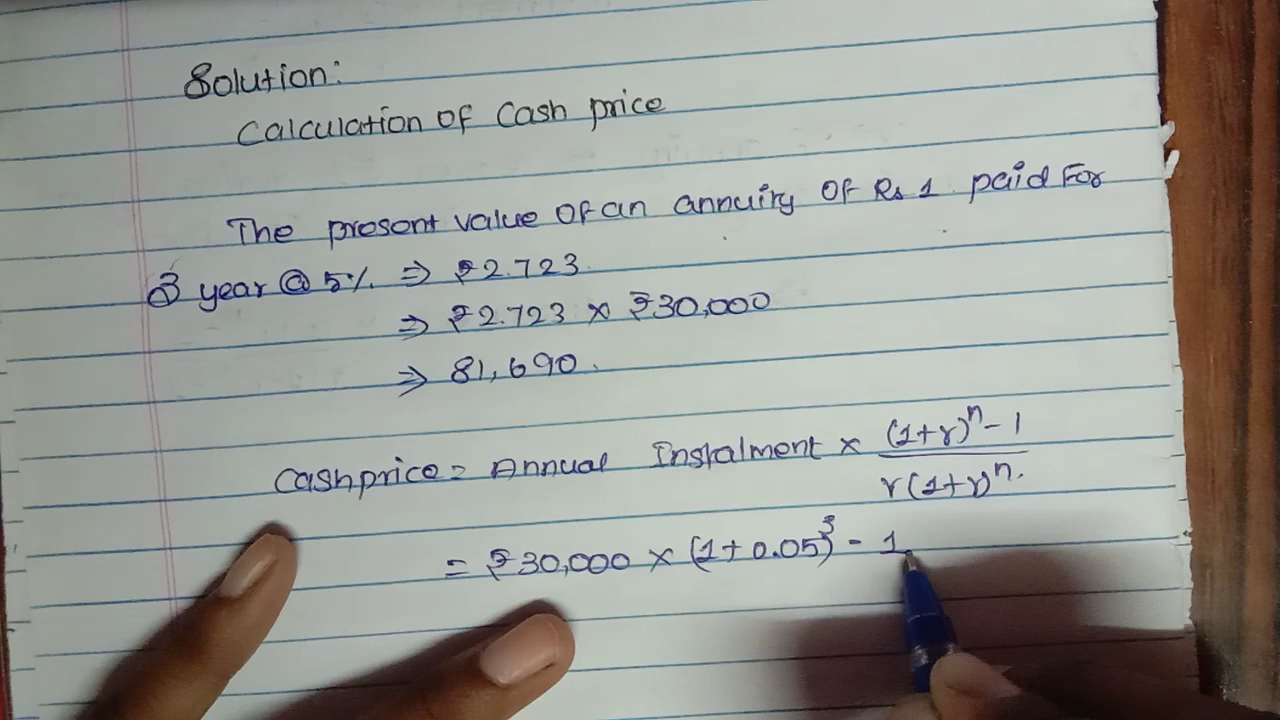 Solution:
Calculation Of Cash price
The present value Of an annuity Of Rs 1 paid For
3 year @ 5% ⇒ ₹2.723.
⇒ ₹2.723 × ₹30,000
⇒ 81,690.
Cash price = Annual Instalment × (1+r)ⁿ - 1 / r(1+r)ⁿ.
= ₹30,000 × (1+0.05)³ - 1